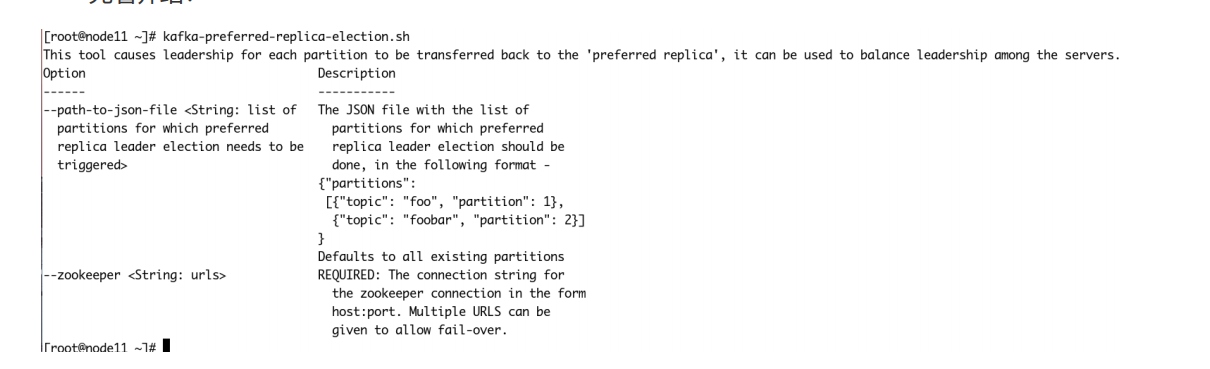 [root@node11 ~]# kafka-preferred-replica-election.sh
This tool causes leadership for each partition to be transferred back to the 'preferred replica', it can be used to balance leadership among the servers.
Option Description
------ -----------
--path-to-json-file <String: list of The JSON file with the list of
partitions for which preferred partitions for which preferred
replica leader election needs to be replica leader election should be
triggered> done, in the following format -
{"partitions":
[{"topic": "foo", "partition": 1},
{"topic": "foobar", "partition": 2}]
}
Defaults to all existing partitions
--zookeeper <String: urls> REQUIRED: The connection string for
the zookeeper connection in the form
host:port. Multiple URLS can be
given to allow fail-over.
[root@node11 ~]#